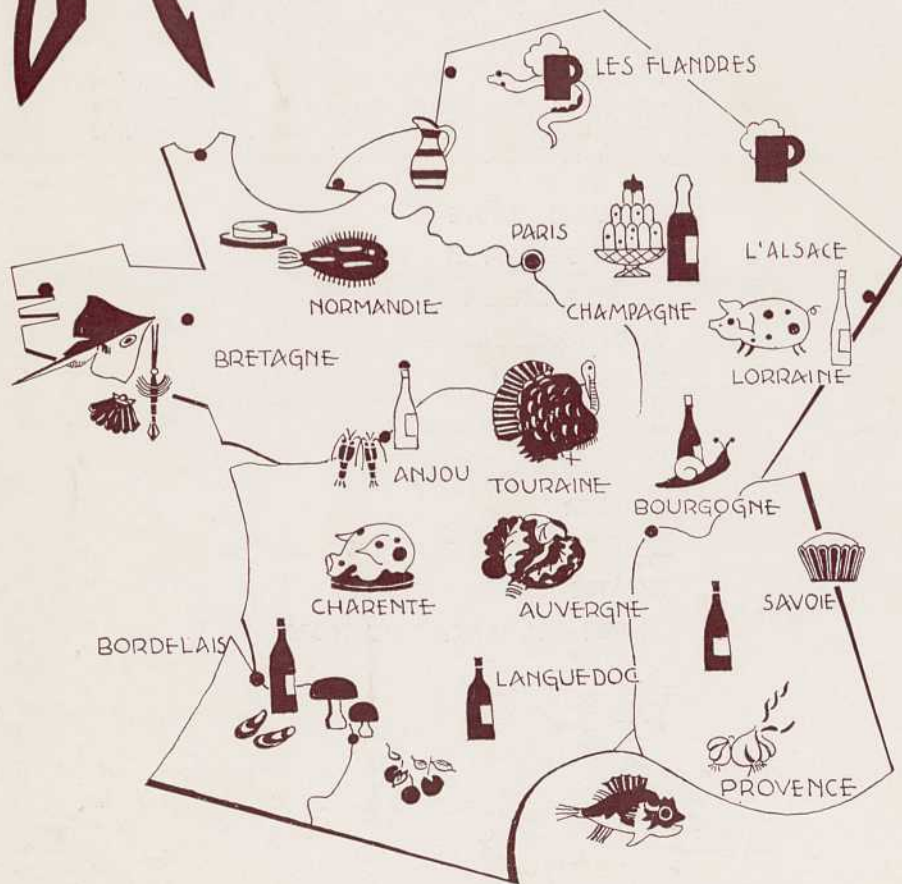 LES FLANDRES
PARIS
L'ALSACE
NORMANDIE
CHAMPAGNE
BRETAGNE
LORRAINE
ANJOU
TOURAINE
BOURGOGNE
CHARENTE
AUVERGNE
SAVOIE
BORDELAIS
LANGUEDOC
PROVENCE